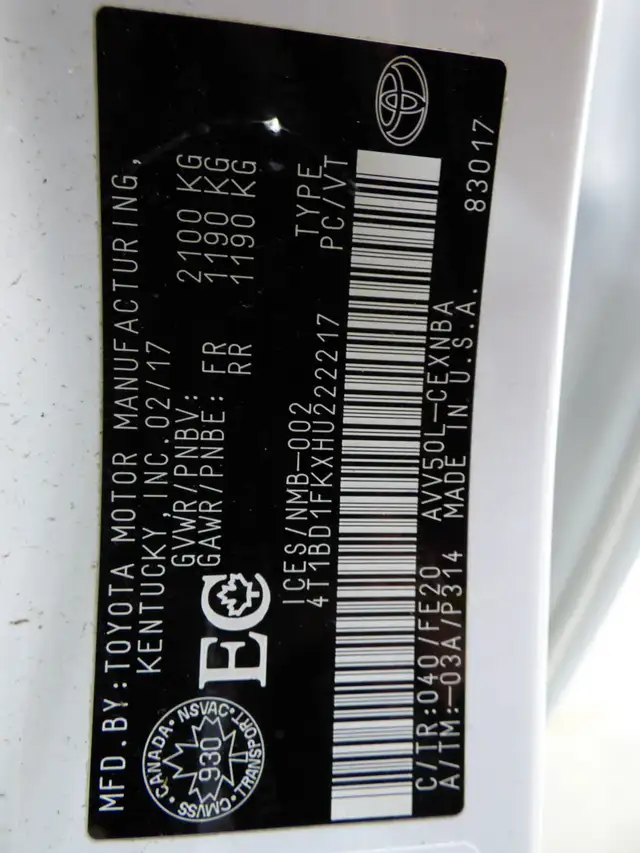 MFD.BY:TOYOTA MOTOR MANUFACTURING,
KENTUCKY,INC.02/17
GVWR/PNBV: 2100 KG
GAWR/PNBE: FR 1190 KG
RR 1190 KG
EC
CANADA • NSVAC • TRANSPORT • CMVSS •
930
ICES/NMB-002 TYPE
4T1BD1FKXHU222217 PC/VT
C/TR:040/FE20 AVV50L-CEXNBA
A/TM:-03A/P314 MADE IN U.S.A. 83017